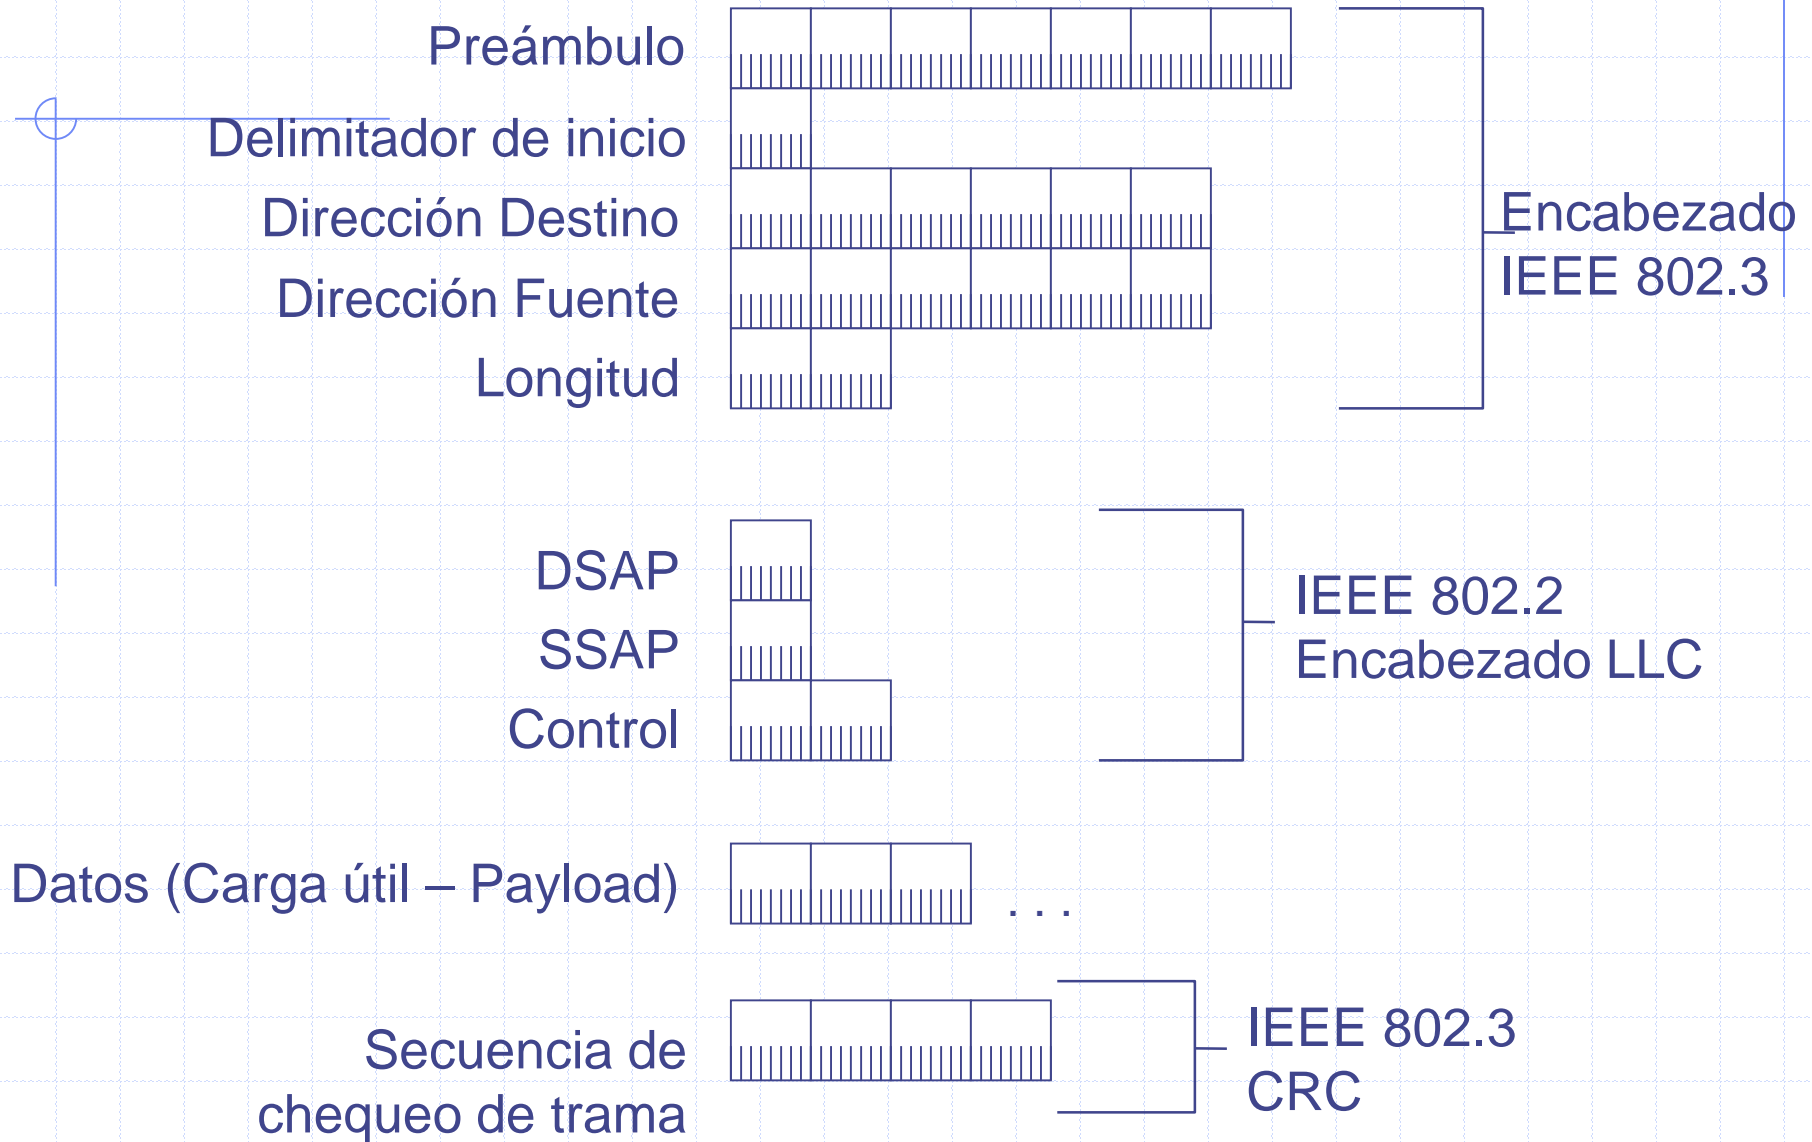 Preámbulo
Delimitador de inicio
Dirección Destino
Dirección Fuente
Longitud
Encabezado
IEEE 802.3
DSAP
SSAP
Control
IEEE 802.2
Encabezado LLC
Datos (Carga útil – Payload)
. . .
Secuencia de
chequeo de trama
IEEE 802.3
CRC